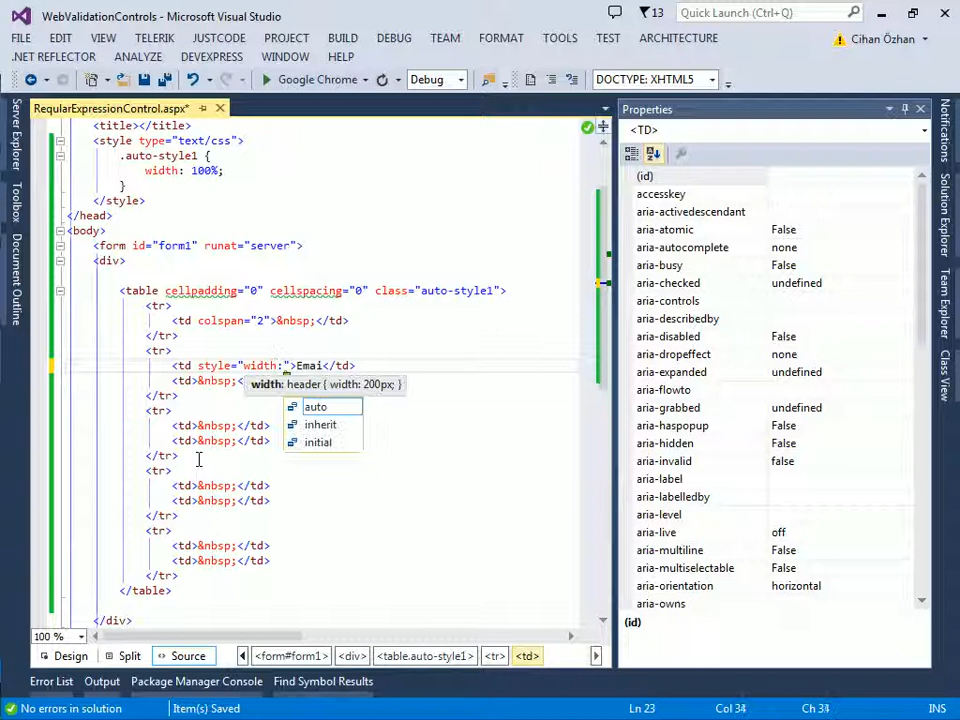 WebValidationControls - Microsoft Visual Studio
13
Quick Launch (Ctrl+Q)
FILE EDIT VIEW TELERIK JUSTCODE PROJECT BUILD DEBUG TEAM FORMAT TOOLS TEST ARCHITECTURE
Cihan Özhan
.NET REFLECTOR ANALYZE DEVEXPRESS WINDOW HELP
Google Chrome
Debug
DOCTYPE: XHTML5
Server Explorer
Toolbox
Document Outline
RegularExpressionControl.aspx*
<title></title>
<style type="text/css">
.auto-style1 {
width: 100%;
}
</style>
</head>
<body>
<form id="form1" runat="server">
<div>
<table cellpadding="0" cellspacing="0" class="auto-style1">
<tr>
<td colspan="2">&nbsp;</td>
</tr>
<tr>
<td style="width:">Emai</td>
<td>&nbsp;<
width: header { width: 200px; }
auto
inherit
initial
</tr>
<tr>
<td>&nbsp;</td>
<td>&nbsp;</td>
</tr>
<tr>
<td>&nbsp;</td>
<td>&nbsp;</td>
</tr>
<tr>
<td>&nbsp;</td>
<td>&nbsp;</td>
</tr>
</table>
</div>
100 %
Design Split Source <form#form1> <div> <table.auto-style1> <tr> <td>
Properties
<TD>
(id)
accesskey
aria-activedescendant
aria-atomic False
aria-autocomplete none
aria-busy False
aria-checked undefined
aria-controls
aria-describedby
aria-disabled False
aria-dropeffect none
aria-expanded undefined
aria-flowto
aria-grabbed undefined
aria-haspopup False
aria-hidden False
aria-invalid false
aria-label
aria-labelledby
aria-level
aria-live off
aria-multiline False
aria-multiselectable False
aria-orientation horizontal
aria-owns
(id)
Notifications
Solution Explorer
Team Explorer
Class View
Error List Output Package Manager Console Find Symbol Results
No errors in solution Item(s) Saved Ln 23 Col 34 Ch 34 INS